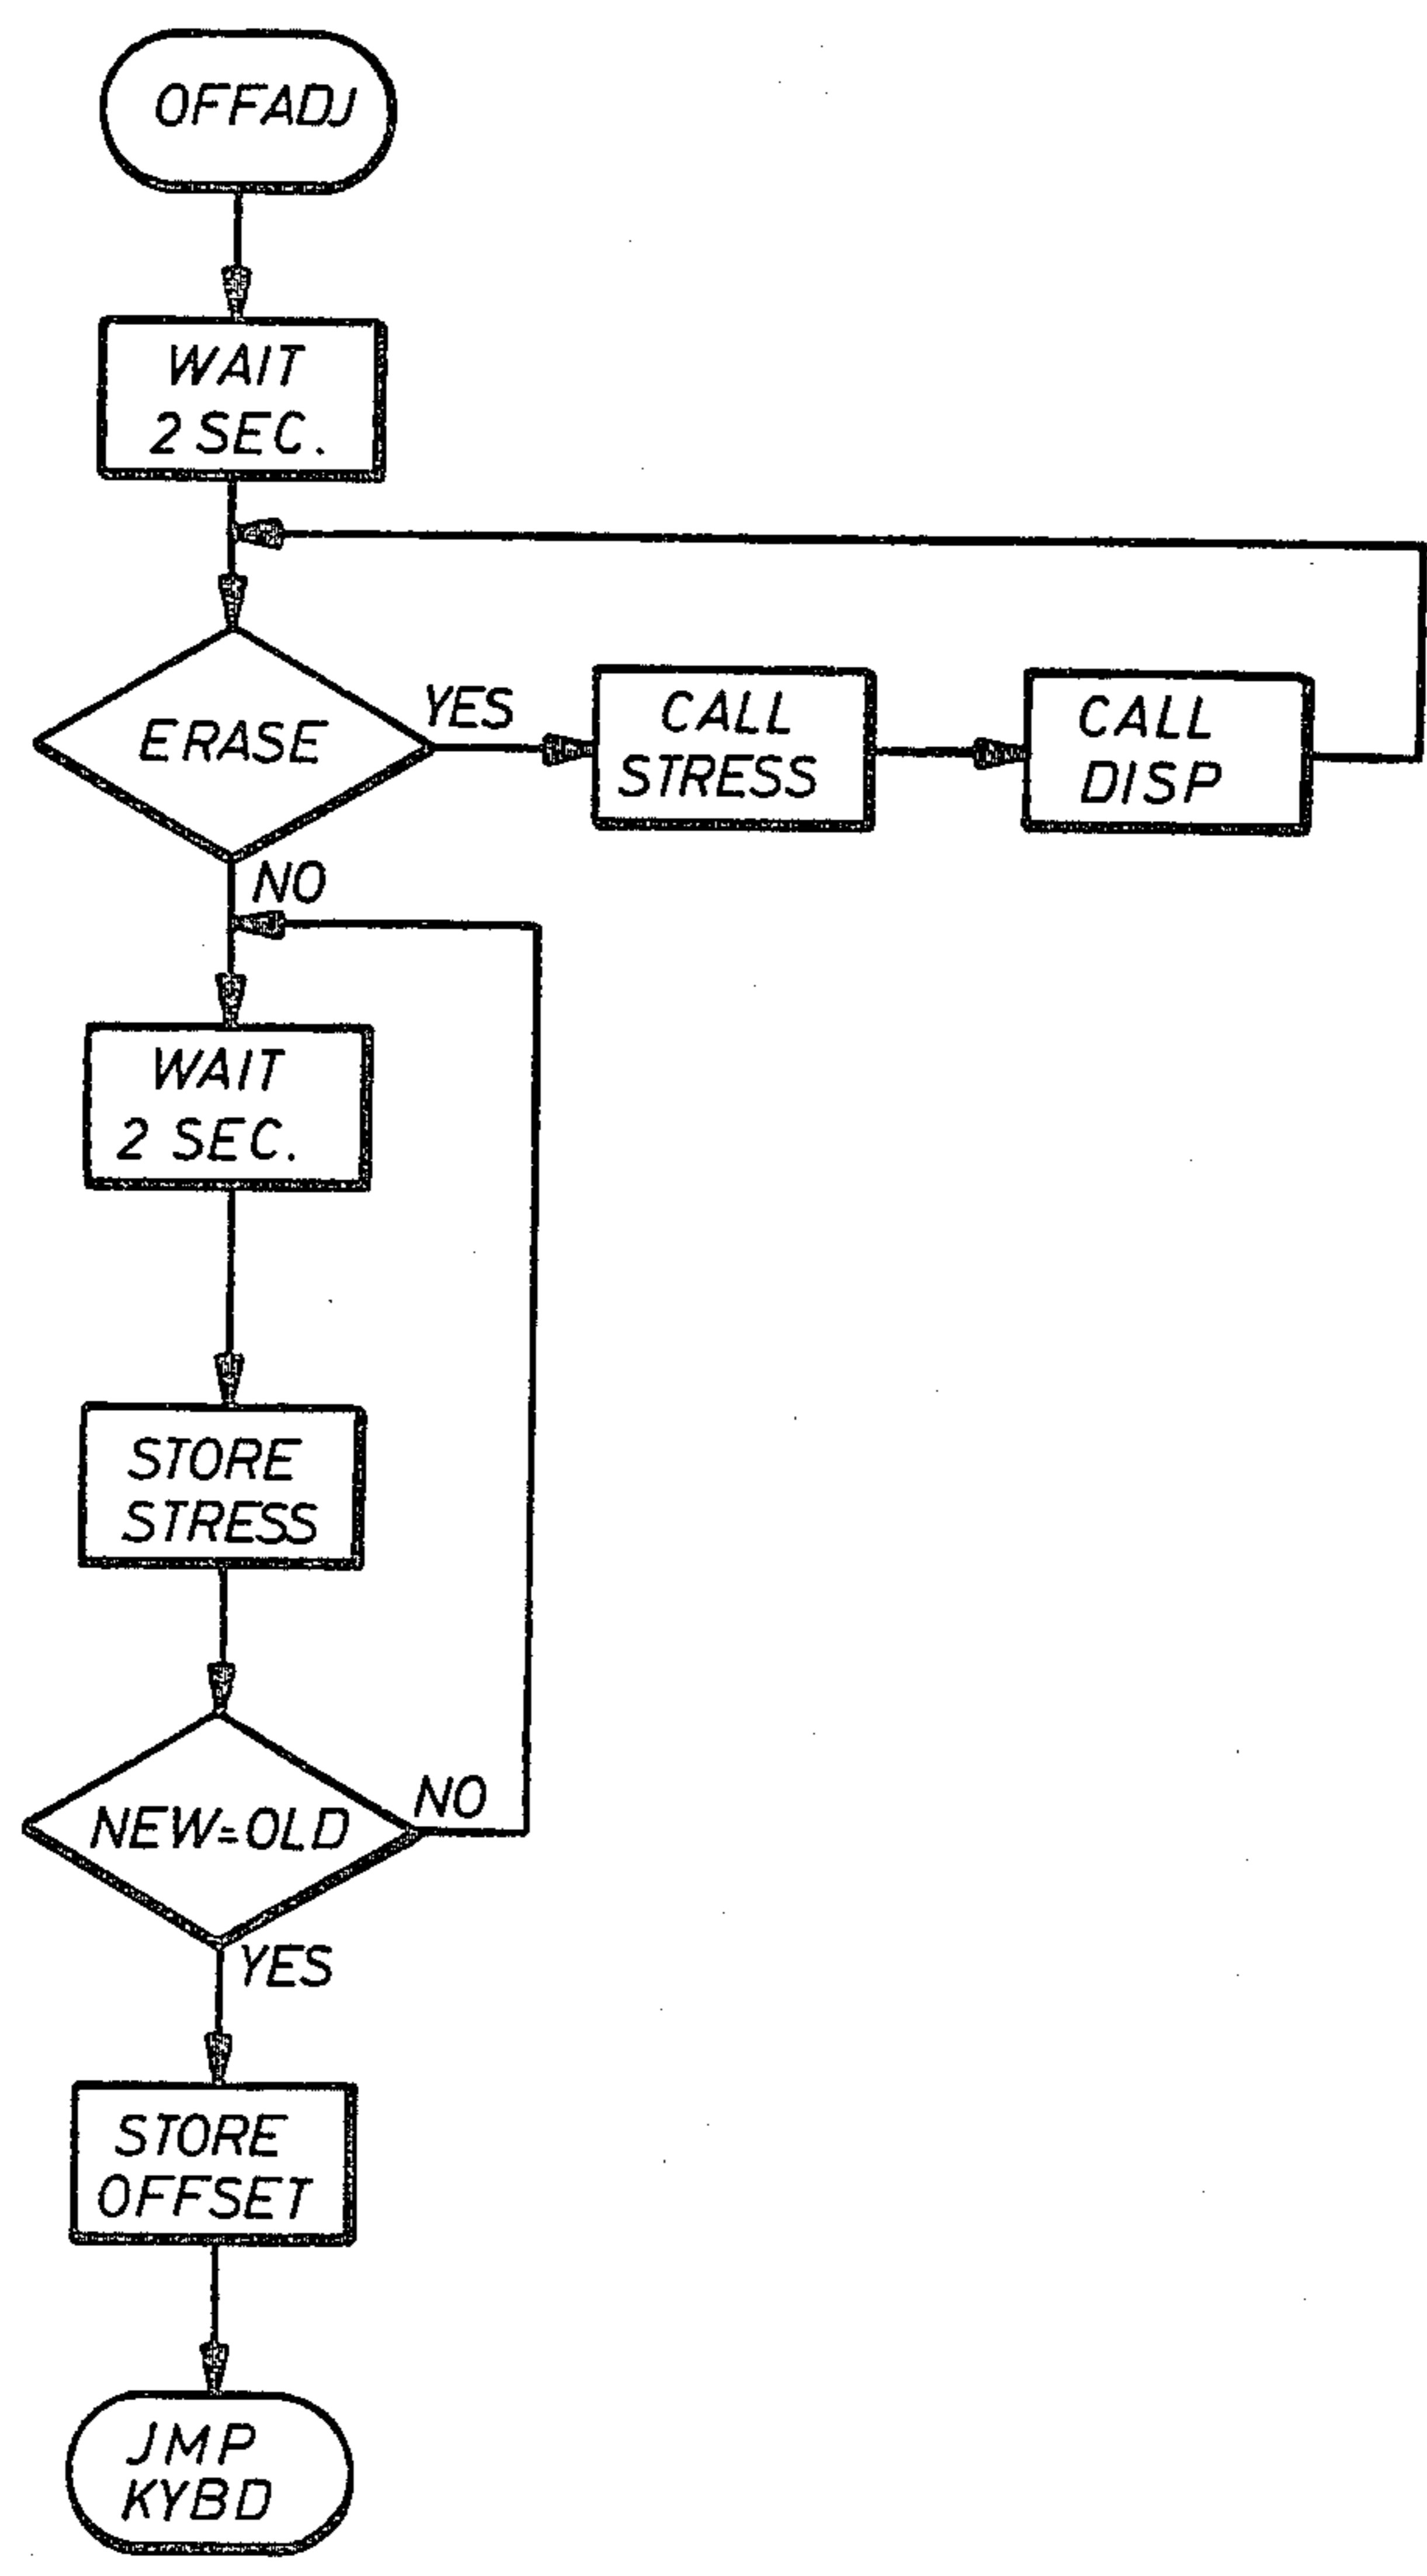 OFFADJ
WAIT
2 SEC.
ERASE
YES
CALL
STRESS
CALL
DISP
NO
WAIT
2 SEC.
STORE
STRESS
NEW=OLD
NO
YES
STORE
OFFSET
JMP
KYBD